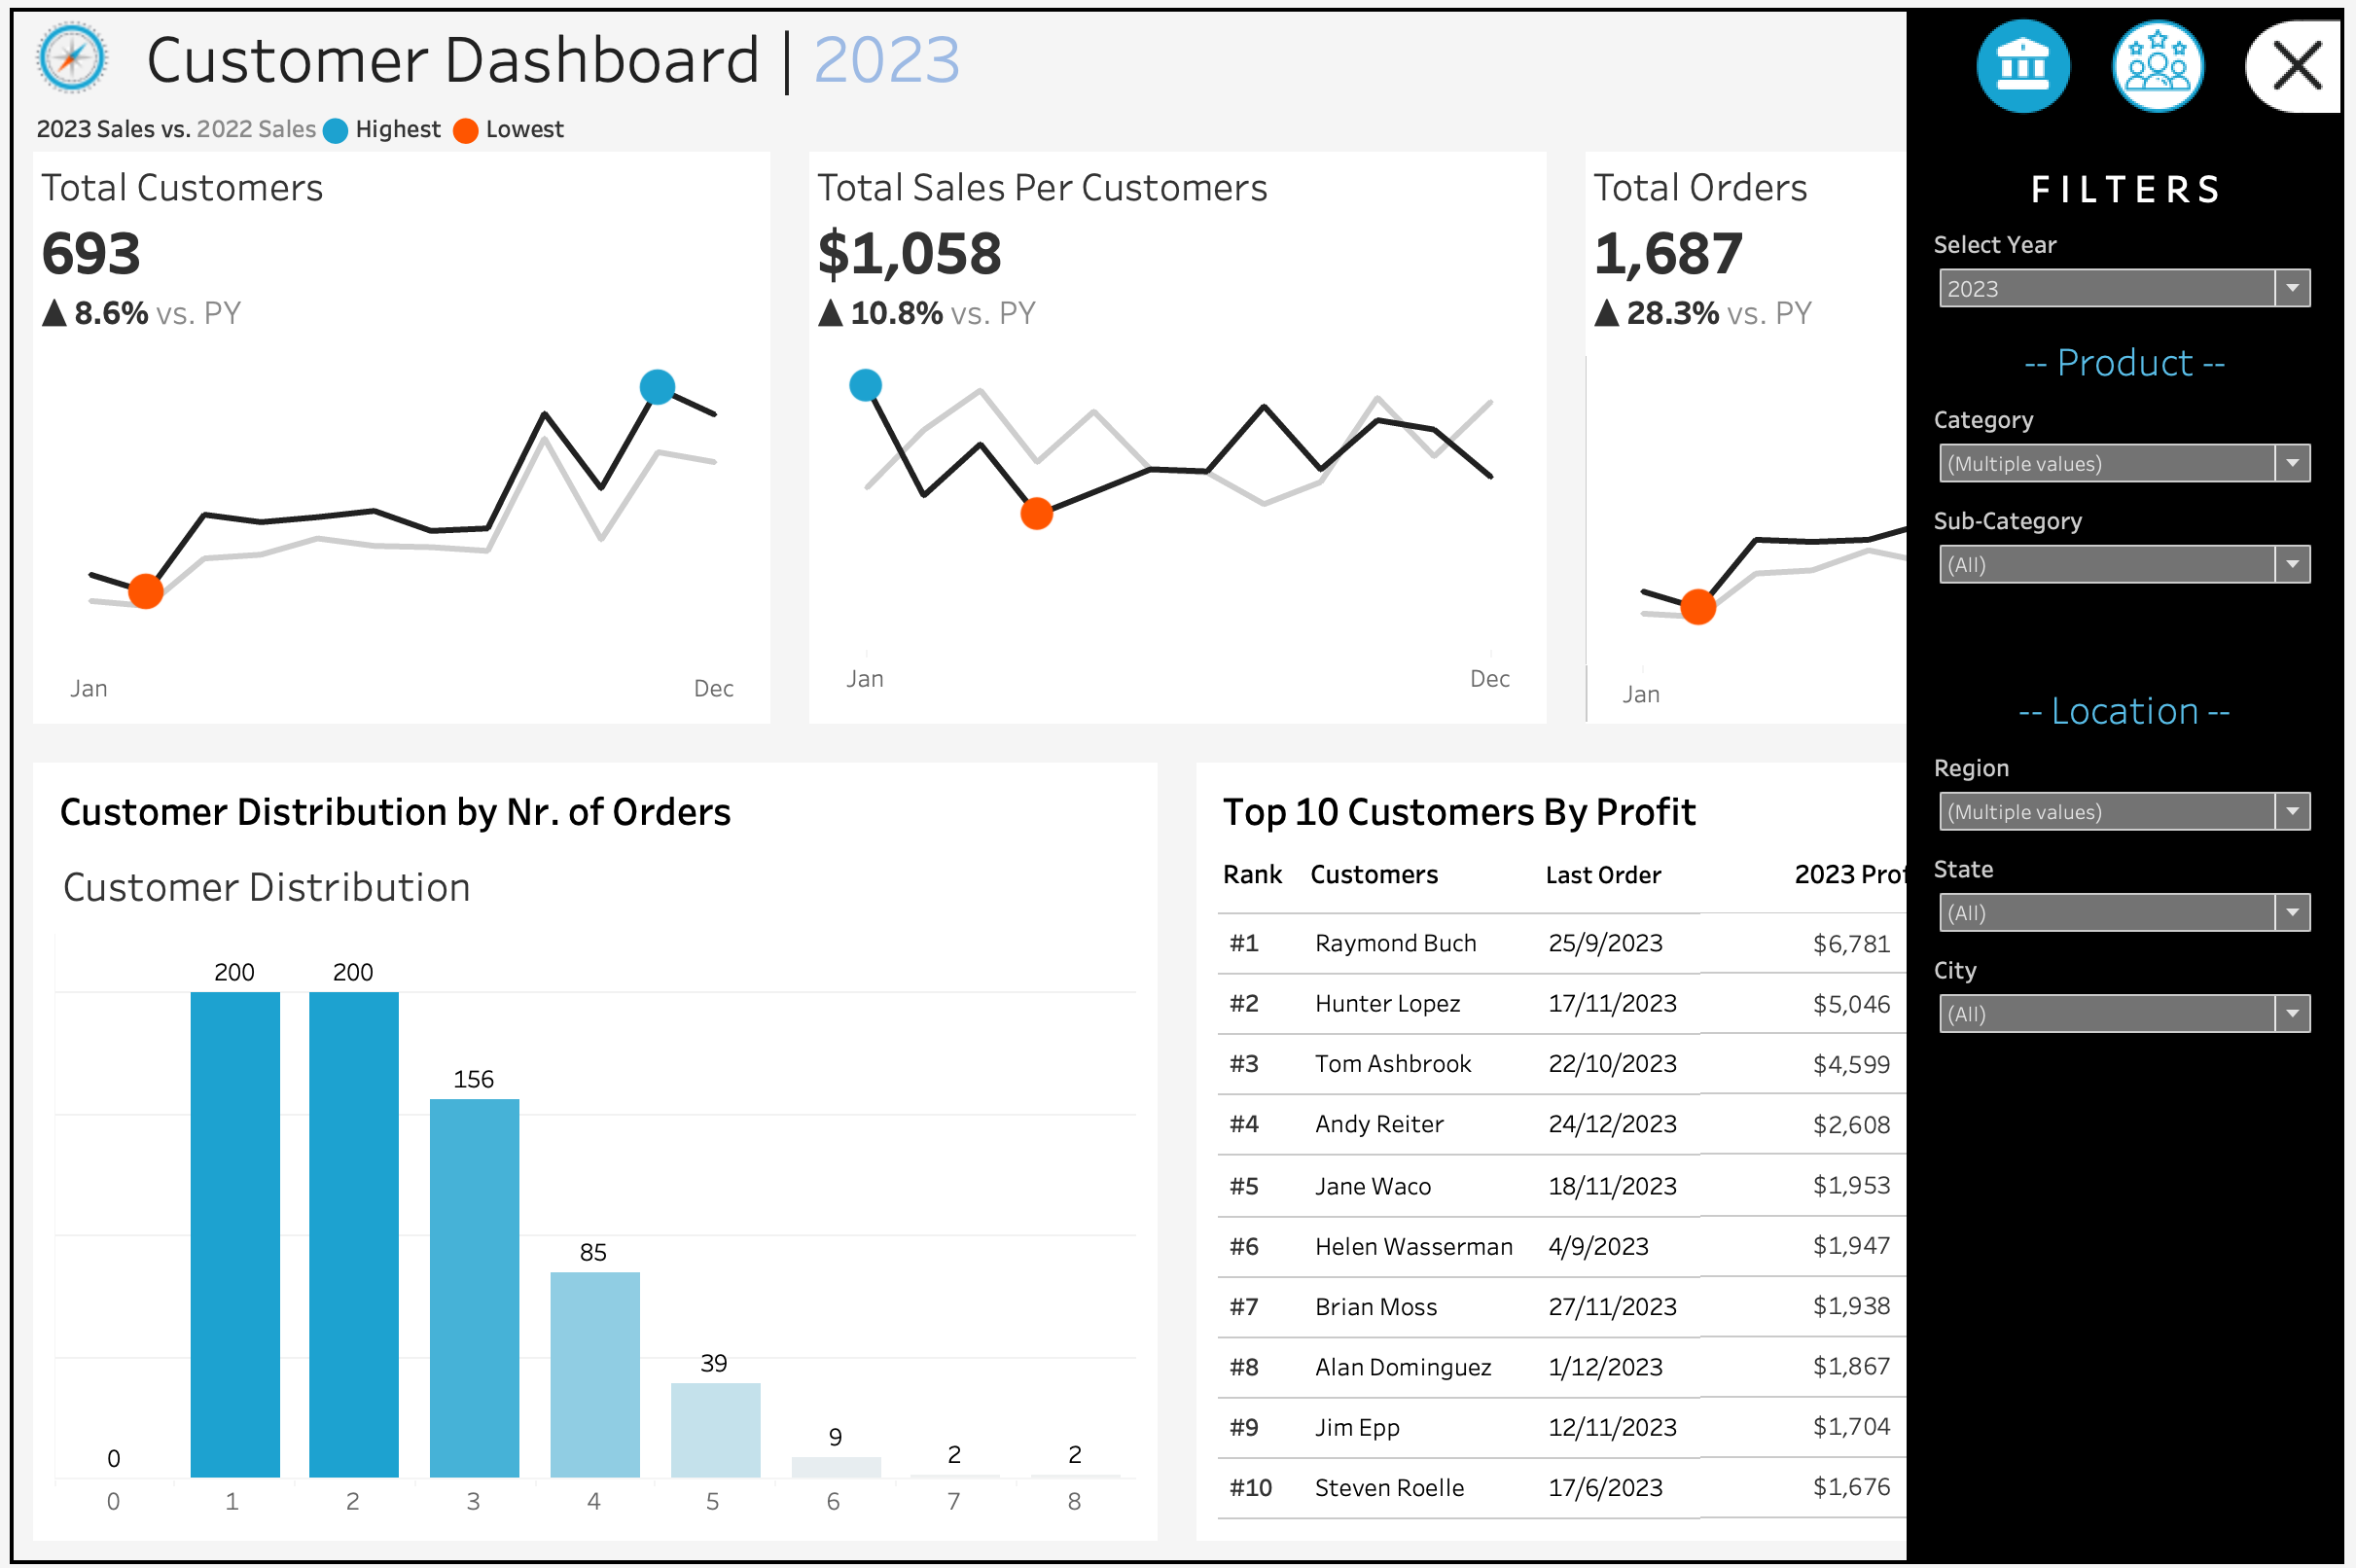 Customer Dashboard | 2023
2023 Sales vs. 2022 Sales Highest Lowest
Total Customers
693
▲ 8.6% vs. PY
Jan Dec
Total Sales Per Customers
$1,058
▲ 10.8% vs. PY
Jan Dec
Total Orders
1,687
▲ 28.3% vs. PY
Jan
Customer Distribution by Nr. of Orders
Customer Distribution
200 200
156
85
39
9
2 2
0
0 1 2 3 4 5 6 7 8
Top 10 Customers By Profit
Rank Customers Last Order 2023
#1 Raymond Buch 25/9/2023 $6,781
#2 Hunter Lopez 17/11/2023 $5,046
#3 Tom Ashbrook 22/10/2023 $4,599
#4 Andy Reiter 24/12/2023 $2,608
#5 Jane Waco 18/11/2023 $1,953
#6 Helen Wasserman 4/9/2023 $1,947
#7 Brian Moss 27/11/2023 $1,938
#8 Alan Dominguez 1/12/2023 $1,867
#9 Jim Epp 12/11/2023 $1,704
#10 Steven Roelle 17/6/2023 $1,676
FILTERS
Select Year
2023
-- Product --
Category
(Multiple values)
Sub-Category
(All)
-- Location --
Region
(Multiple values)
State
(All)
City
(All)